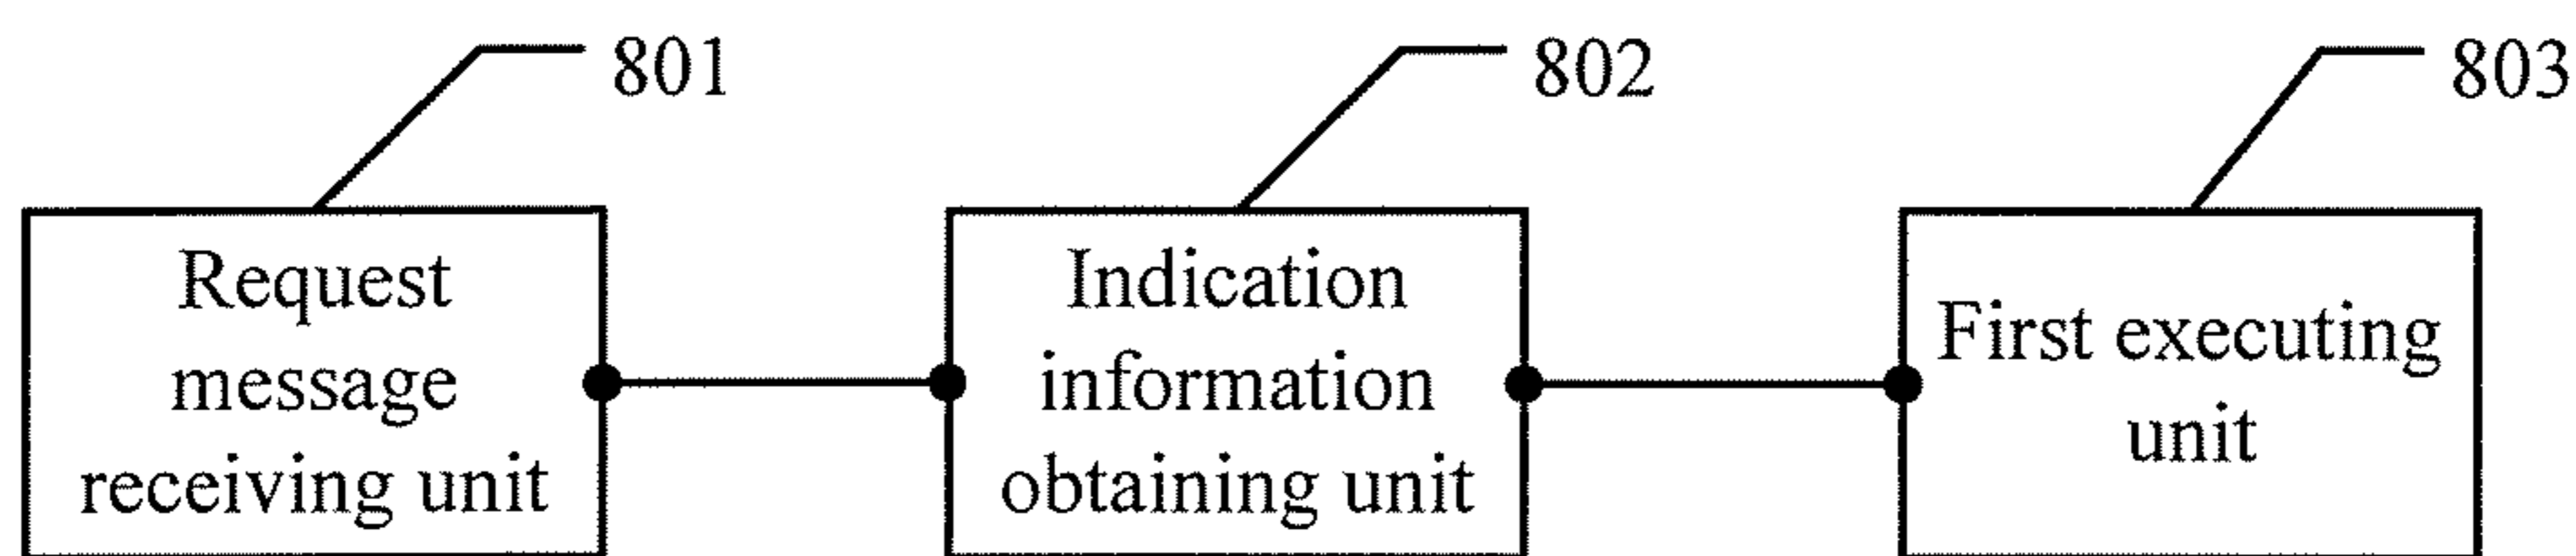 801
802
803
Request
message
receiving unit
Indication
information
obtaining unit
First executing
unit